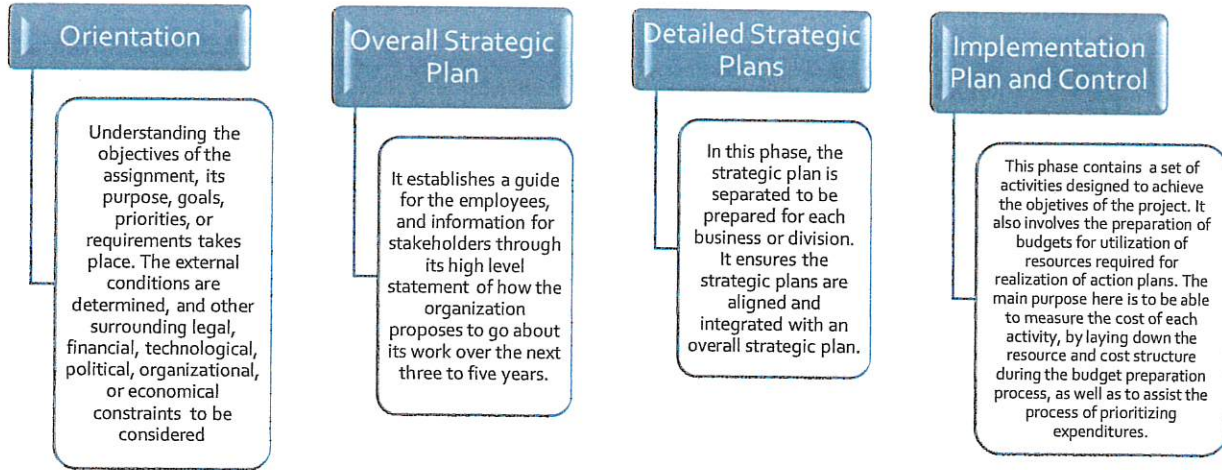 Orientation
Understanding the
objectives of the
assignment, its
purpose, goals,
priorities, or
requirements takes
place. The external
conditions are
determined, and other
surrounding legal,
financial, technological,
political, organizational,
or economical
constraints to be
considered
Overall Strategic
Plan
It establishes a guide
for the employees,
and information for
stakeholders through
its high level
statement of how the
organization
proposes to go about
its work over the next
three to five years.
Detailed Strategic
Plans
In this phase, the
strategic plan is
separated to be
prepared for each
business or division.
It ensures the
strategic plans are
aligned and
integrated with an
overall strategic plan.
Implementation
Plan and Control
This phase contains a set of
activities designed to achieve
the objetives of the project. It
also involves the preparation of
budgets for utilization of
resources required for
realization of action plans. The
main purpose here is to be able
to measure the cost of each
activity, by laying down the
resource and cost structure
during the budget preparation
process, as well as to assist the
process of prioritizing
expenditures.